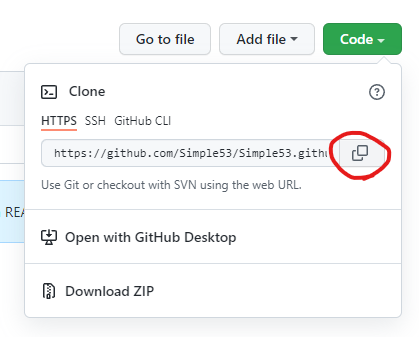 Go to file
Add file
Code
Clone
HTTPS SSH GitHub CLI
https://github.com/Simple53/Simple53.githu
Use Git or checkout with SVN using the web URL.
REA
Open with GitHub Desktop
Download ZIP